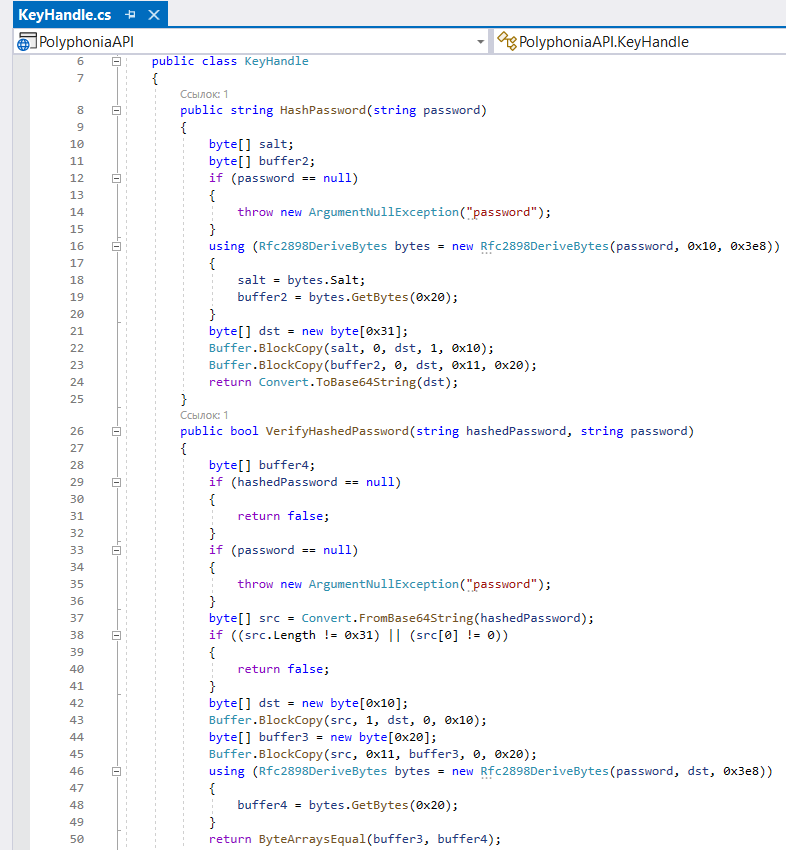 KeyHandle.cs
PolyphoniaAPI PolyphoniaAPI.KeyHandle
6 public class KeyHandle
7 {
Ссылок: 1
8 public string HashPassword(string password)
9 {
10 byte[] salt;
11 byte[] buffer2;
12 if (password == null)
13 {
14 throw new ArgumentNullException("password");
15 }
16 using (Rfc2898DeriveBytes bytes = new Rfc2898DeriveBytes(password, 0x10, 0x3e8))
17 {
18 salt = bytes.Salt;
19 buffer2 = bytes.GetBytes(0x20);
20 }
21 byte[] dst = new byte[0x31];
22 Buffer.BlockCopy(salt, 0, dst, 1, 0x10);
23 Buffer.BlockCopy(buffer2, 0, dst, 0x11, 0x20);
24 return Convert.ToBase64String(dst);
25 }
Ссылок: 1
26 public bool VerifyHashedPassword(string hashedPassword, string password)
27 {
28 byte[] buffer4;
29 if (hashedPassword == null)
30 {
31 return false;
32 }
33 if (password == null)
34 {
35 throw new ArgumentNullException("password");
36 }
37 byte[] src = Convert.FromBase64String(hashedPassword);
38 if ((src.Length != 0x31) || (src[0] != 0))
39 {
40 return false;
41 }
42 byte[] dst = new byte[0x10];
43 Buffer.BlockCopy(src, 1, dst, 0, 0x10);
44 byte[] buffer3 = new byte[0x20];
45 Buffer.BlockCopy(src, 0x11, buffer3, 0, 0x20);
46 using (Rfc2898DeriveBytes bytes = new Rfc2898DeriveBytes(password, dst, 0x3e8))
47 {
48 buffer4 = bytes.GetBytes(0x20);
49 }
50 return ByteArraysEqual(buffer3, buffer4);